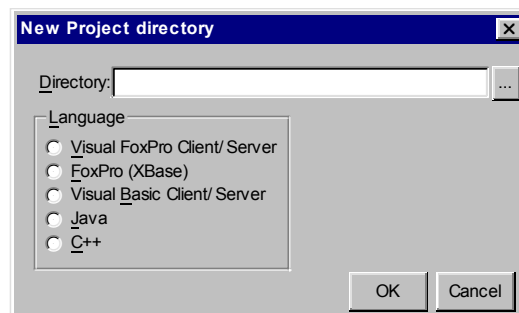 New Project directory
Directory:
...
Language
Visual FoxPro Client/ Server
FoxPro (XBase)
Visual Basic Client/ Server
Java
C++
OK
Cancel